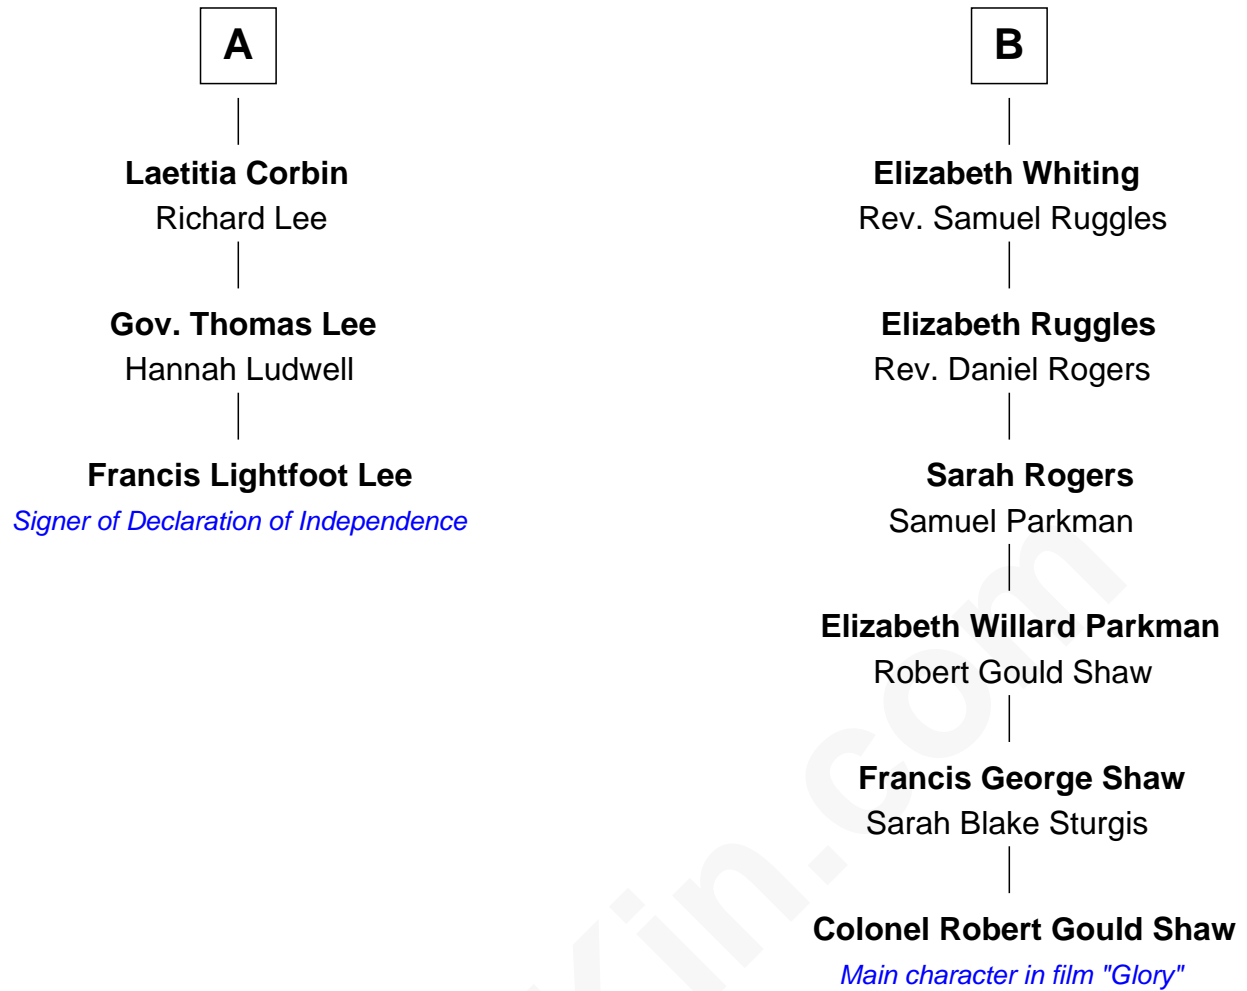 A
Laetitia Corbin
Richard Lee
Gov. Thomas Lee
Hannah Ludwell
Francis Lightfoot Lee
Signer of Declaration of Independence
B
Elizabeth Whiting
Rev. Samuel Ruggles
Elizabeth Ruggles
Rev. Daniel Rogers
Sarah Rogers
Samuel Parkman
Elizabeth Willard Parkman
Robert Gould Shaw
Francis George Shaw
Sarah Blake Sturgis
Colonel Robert Gould Shaw
Main character in film "Glory"
Kin.com